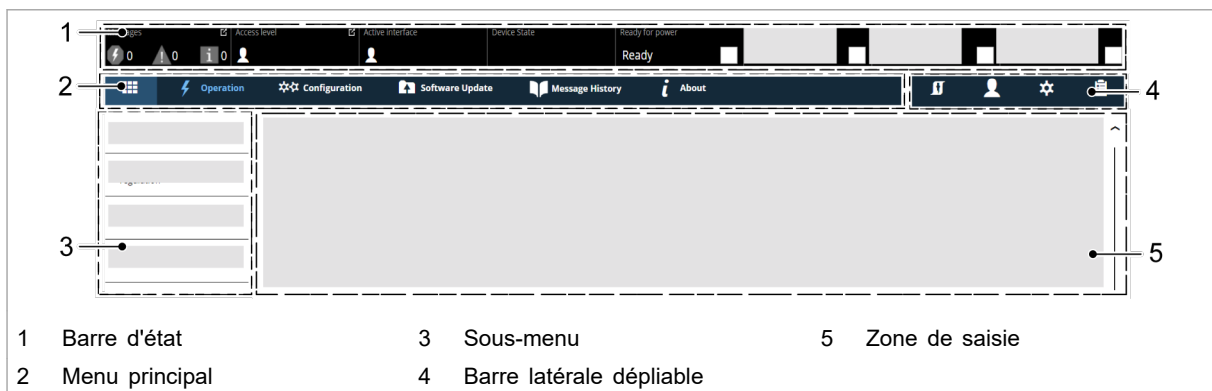 1
Access level
Active interface
Device State
Ready for power
0
0
0
Ready
2
Operation
Configuration
Software Update
Message History
About
4
3
5
1 Barre d'état
3 Sous-menu
5 Zone de saisie
2 Menu principal
4 Barre latérale dépliable